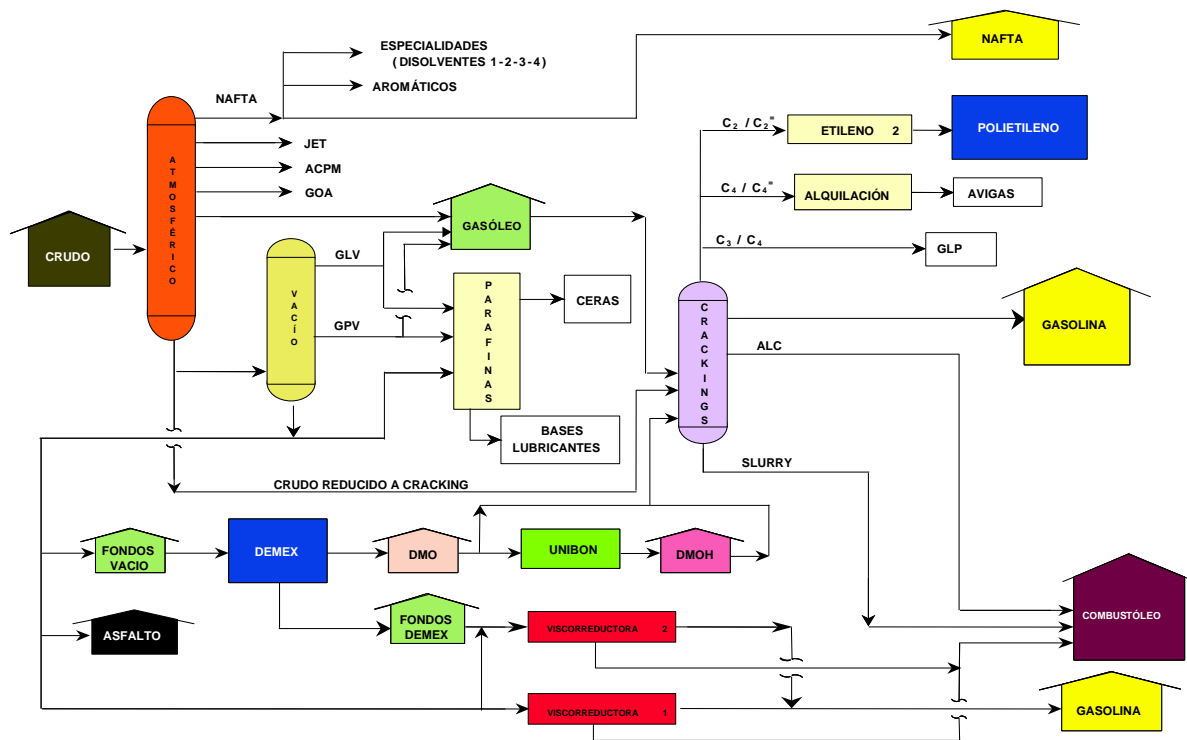 ESPECIALIDADES
( DISOLVENTES 1-2-3-4)
NAFTA
AROMÁTICOS
NAFTA
JET
ACPM
GOA
ATMOSFÉRICO
CRUDO
C2 / C2=
ETILENO 2
POLIETILENO
C4 / C4=
ALQUILACIÓN
AVIGAS
C3 / C4
GLP
GASÓLEO
GLV
VACÍO
GPV
PARAFINAS
CERAS
BASES
LUBRICANTES
CRACKINGS
GASOLINA
ALC
SLURRY
CRUDO REDUCIDO A CRACKING
FONDOS
VACIO
DEMEX
DMO
UNIBON
DMOH
ASFALTO
FONDOS
DEMEX
VISCORREDUCTORA 2
COMBUSTÓLEO
VISCORREDUCTORA 1
GASOLINA